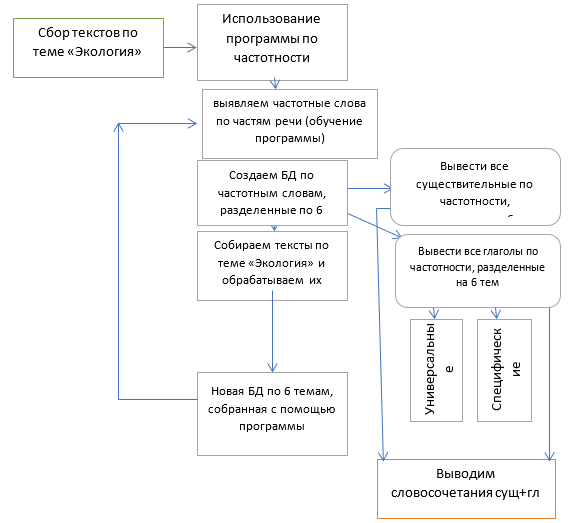 Сбор текстов по
теме «Экология»
Использование
программы по
частотности
выявляем частотные слова
по частям речи (обучение
программы)
Создаем БД по
частотным словам,
разделенные по 6
Вывести все
существительные по
частотности,
Собираем тексты по
теме «Экология» и
обрабатываем их
Вывести все глаголы по
частотности, разделенные
на 6 тем
Универсальны
е
Специфическ
ие
Новая БД по 6 темам,
собранная с помощью
программы
Выводим
словосочетания сущ+гл